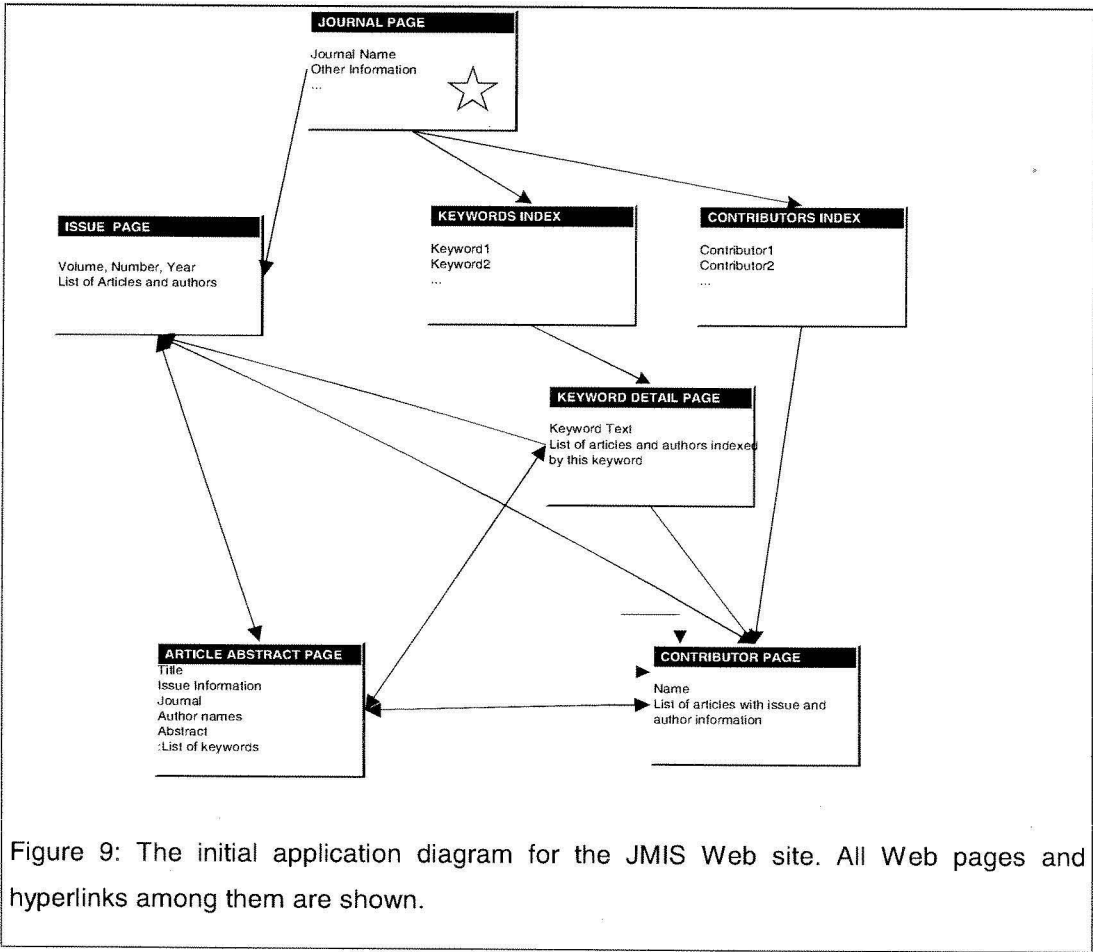 JOURNAL PAGE
Journal Name
Other Information
...
ISSUE PAGE
Volume, Number, Year
List of Articles and authors
KEYWORDS INDEX
Keyword1
Keyword2
...
CONTRIBUTORS INDEX
Contributor1
Contributor2
...
KEYWORD DETAIL PAGE
Keyword Text
List of articles and authors indexed
by this keyword
ARTICLE ABSTRACT PAGE
Title
Issue Information
Journal
Author names
Abstract
:List of keywords
CONTRIBUTOR PAGE
Name
List of articles with issue and
author information
Figure 9: The initial application diagram for the JMIS Web site. All Web pages and
hyperlinks among them are shown.